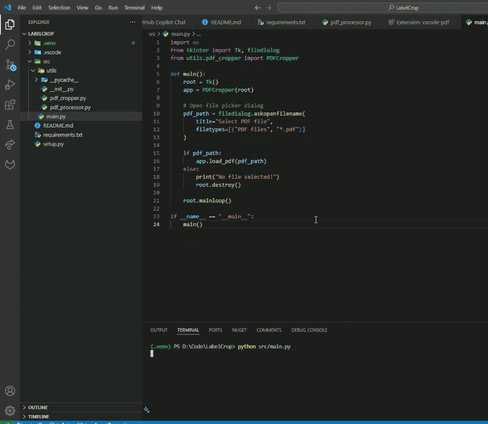 File Edit Selection View Go Run Terminal Help
LabelCrop
EXPLORER
LABELCROP
.venv
.vscode
src
utils
__pycache__
__init__.py
pdf_cropper.py
pdf_processor.py
main.py
README.md
requirements.txt
setup.py
OUTLINE
TIMELINE
itHub Copilot Chat README.md requirements.txt pdf_processor.py Extension: vscode-pdf main.
src > main.py > ...
1 import os
2 from tkinter import Tk, filedialog
3 from utils.pdf_cropper import PDFCropper
4
5 def main():
6 root = Tk()
7 app = PDFCropper(root)
8
9 # Open file picker dialog
10 pdf_path = filedialog.askopenfilename(
11 title="Select PDF file",
12 filetypes=[("PDF files", "*.pdf")]
13 )
14
15 if pdf_path:
16 app.load_pdf(pdf_path)
17 else:
18 print("No file selected!")
19 root.destroy()
20
21 root.mainloop()
22
23 if __name__ == "__main__":
24 main()
OUTPUT TERMINAL PORTS NUGET COMMENTS DEBUG CONSOLE
(.venv) PS D:\Code\LabelCrop> python src/main.py